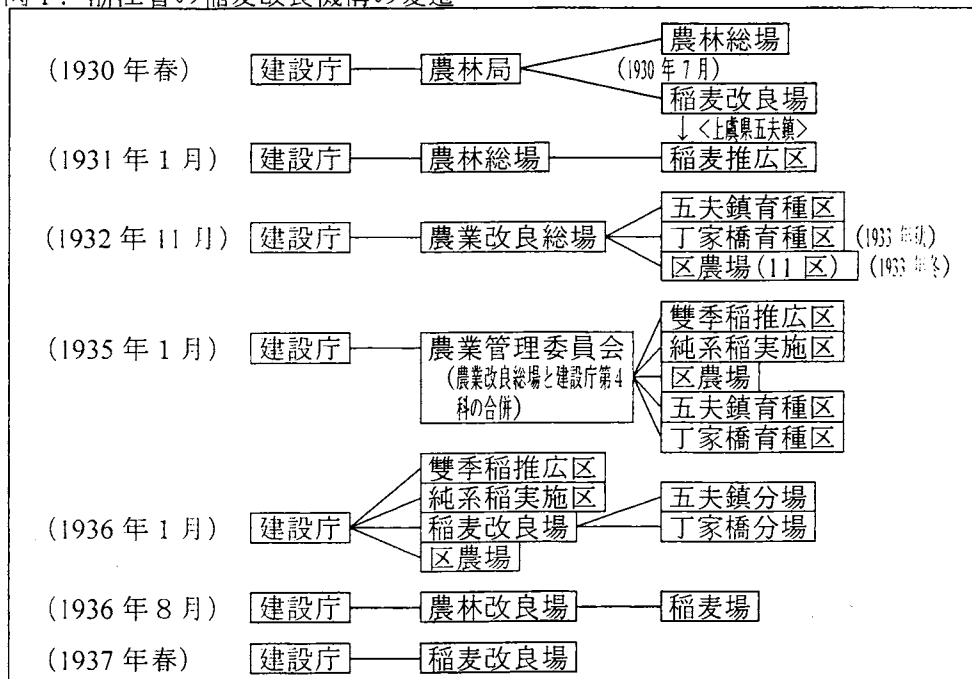 図1. 浙江省の稲麦改良機構の変遷
農林総場
(1930年春) 建設庁 農林局 (1930年7月)
稲麦改良場
↓<上虞県五夫鎮>
(1931年1月) 建設庁 農林総場 稲麦推広区
五夫鎮育種区
(1932年11月) 建設庁 農業改良総場 丁家橋育種区 (1933年秋)
区農場(11区) (1933年冬)
雙季稲推広区
(1935年1月) 建設庁 農業管理委員会 純系稲実施区
(農業改良総場と建設庁第4 区農場
科の合併) 五夫鎮育種区
丁家橋育種区
雙季稲推広区
純系稲実施区 五夫鎮分場
(1936年1月) 建設庁 稲麦改良場 丁家橋分場
区農場
(1936年8月) 建設庁 農林改良場 稲麦場
(1937年春) 建設庁 稲麦改良場